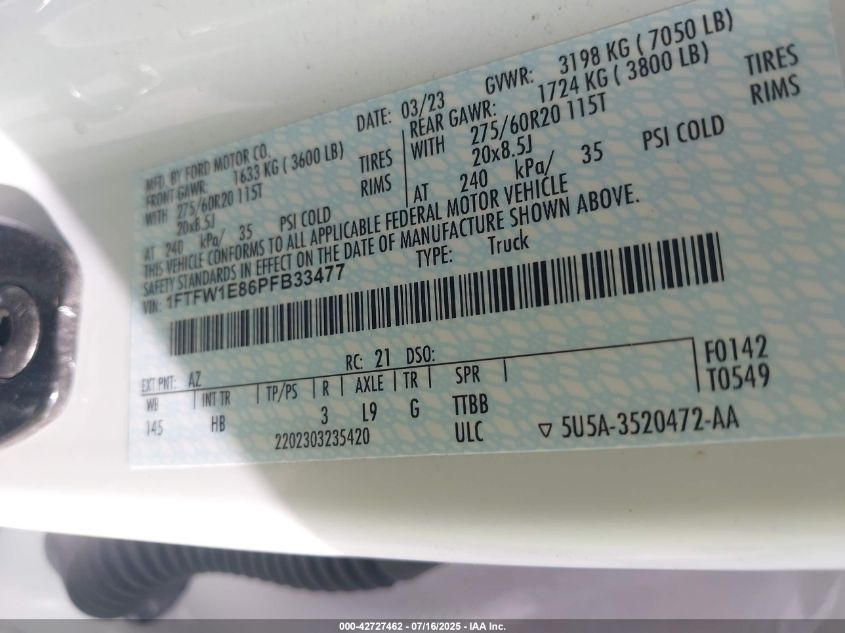 MFD. BY FORD MOTOR CO.
DATE: 03/23
GVWR: 3198 KG ( 7050 LB)
FRONT GAWR: 1633 KG ( 3600 LB)
REAR GAWR: 1724 KG ( 3800 LB)
WITH 275/60R20 115T TIRES
WITH 275/60R20 115T TIRES
20x8.5J RIMS
20x8.5J RIMS
AT 240 kPa/ 35 PSI COLD
AT 240 kPa/ 35 PSI COLD
THIS VEHICLE CONFORMS TO ALL APPLICABLE FEDERAL MOTOR VEHICLE
SAFETY STANDARDS IN EFFECT ON THE DATE OF MANUFACTURE SHOWN ABOVE.
VIN: 1FTFW1E86PFB33477
TYPE: Truck
EXT PNT: AZ RC: 21 DSO:
F0142
WB INT TR TP/PS R AXLE TR SPR
T0549
145 HB 3 L9 G TTBB
2202303235420 ULC ▽ 5U5A-3520472-AA
000-42727462 - 07/16/2025 - IAA Inc.